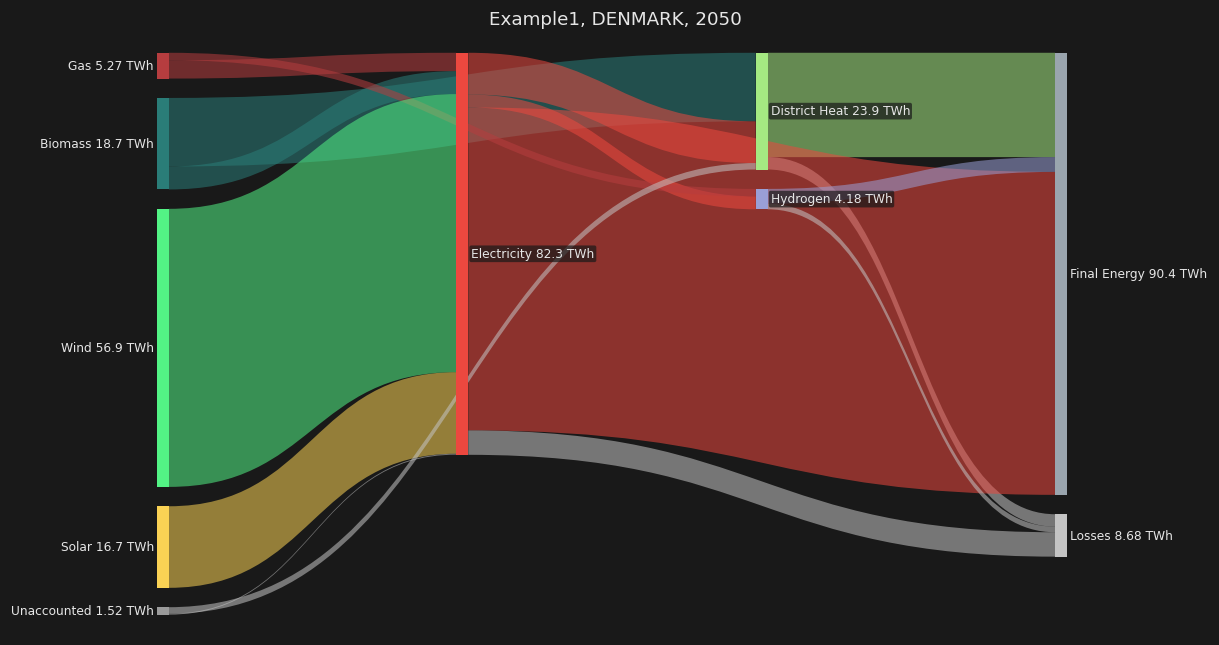 Example1, DENMARK, 2050
Gas 5.27 TWh
Biomass 18.7 TWh
Wind 56.9 TWh
Solar 16.7 TWh
Unaccounted 1.52 TWh
Electricity 82.3 TWh
District Heat 23.9 TWh
Hydrogen 4.18 TWh
Final Energy 90.4 TWh
Losses 8.68 TWh